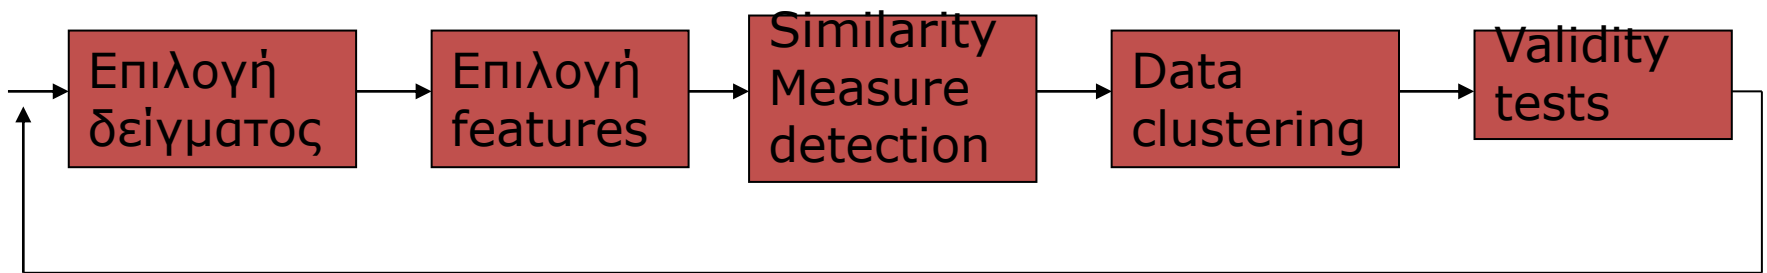 Επιλογή
δείγματος
Επιλογή
features
Similarity
Measure
detection
Data
clustering
Validity
tests